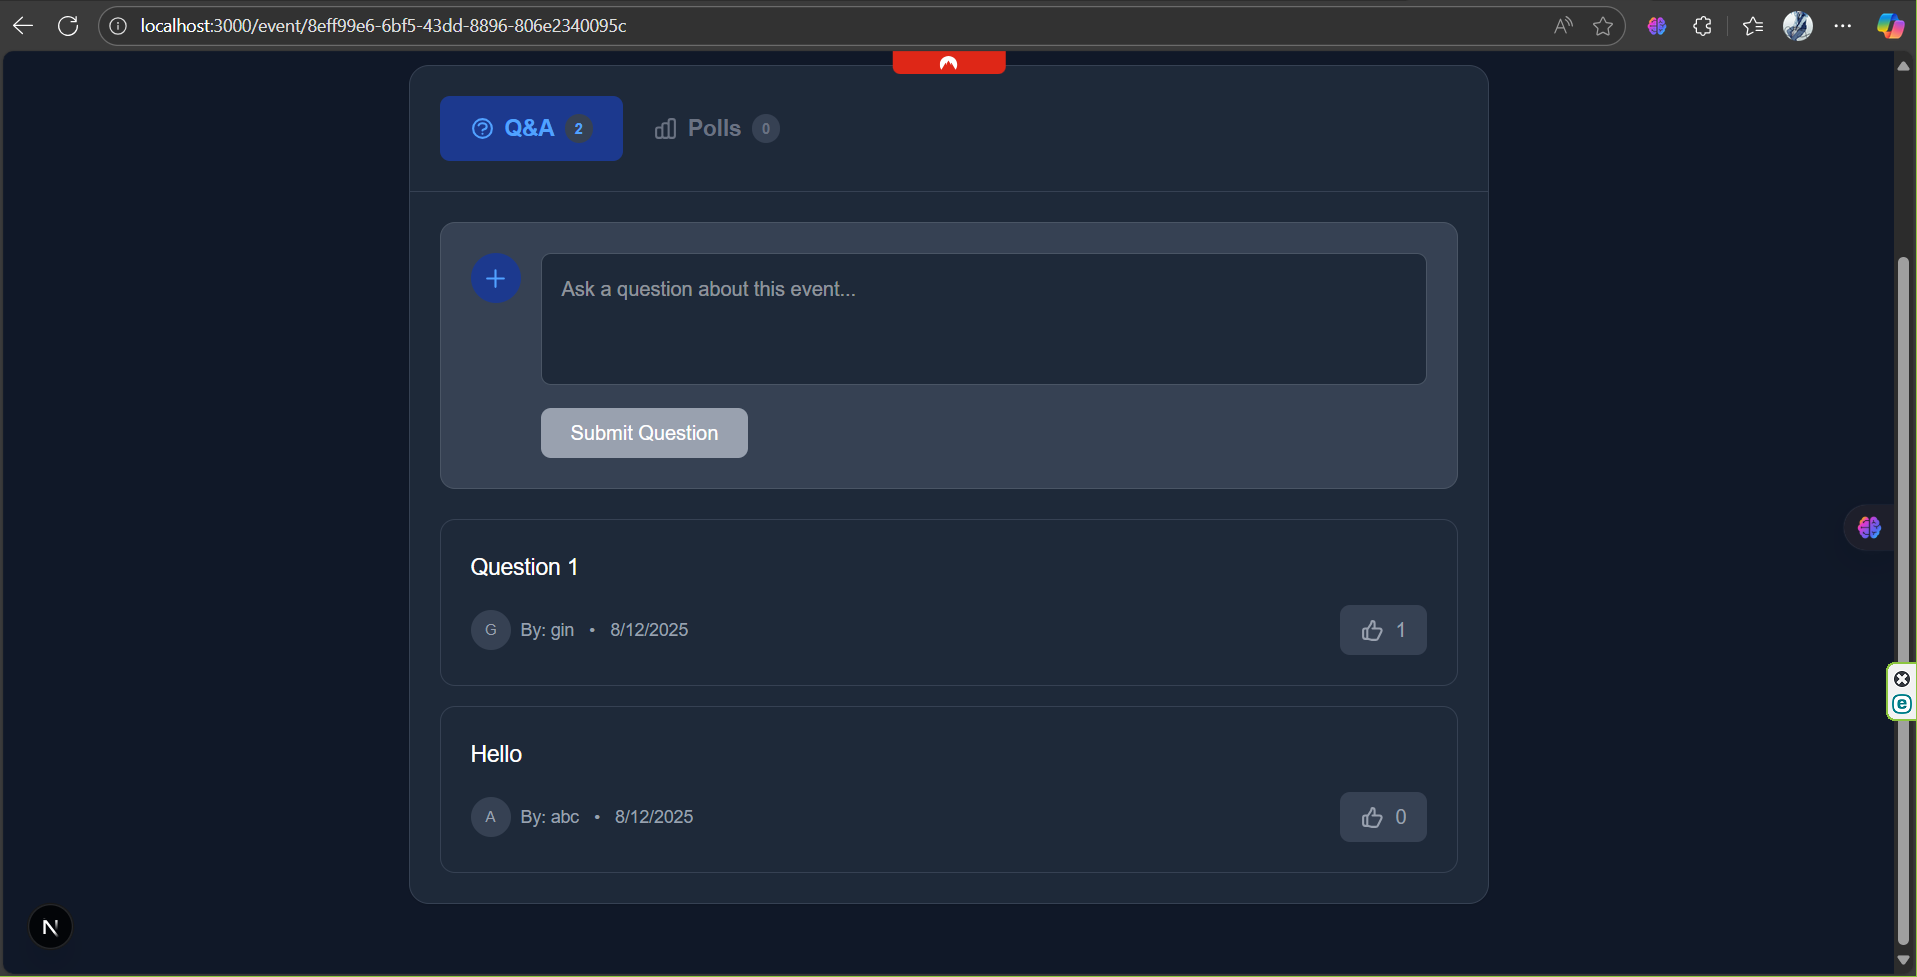 localhost:3000/event/8eff99e6-6bf5-43dd-8896-806e2340095c
Q&A 2 Polls 0
Ask a question about this event...
Submit Question
Question 1
G By: gin • 8/12/2025 1
Hello
A By: abc • 8/12/2025 0
N